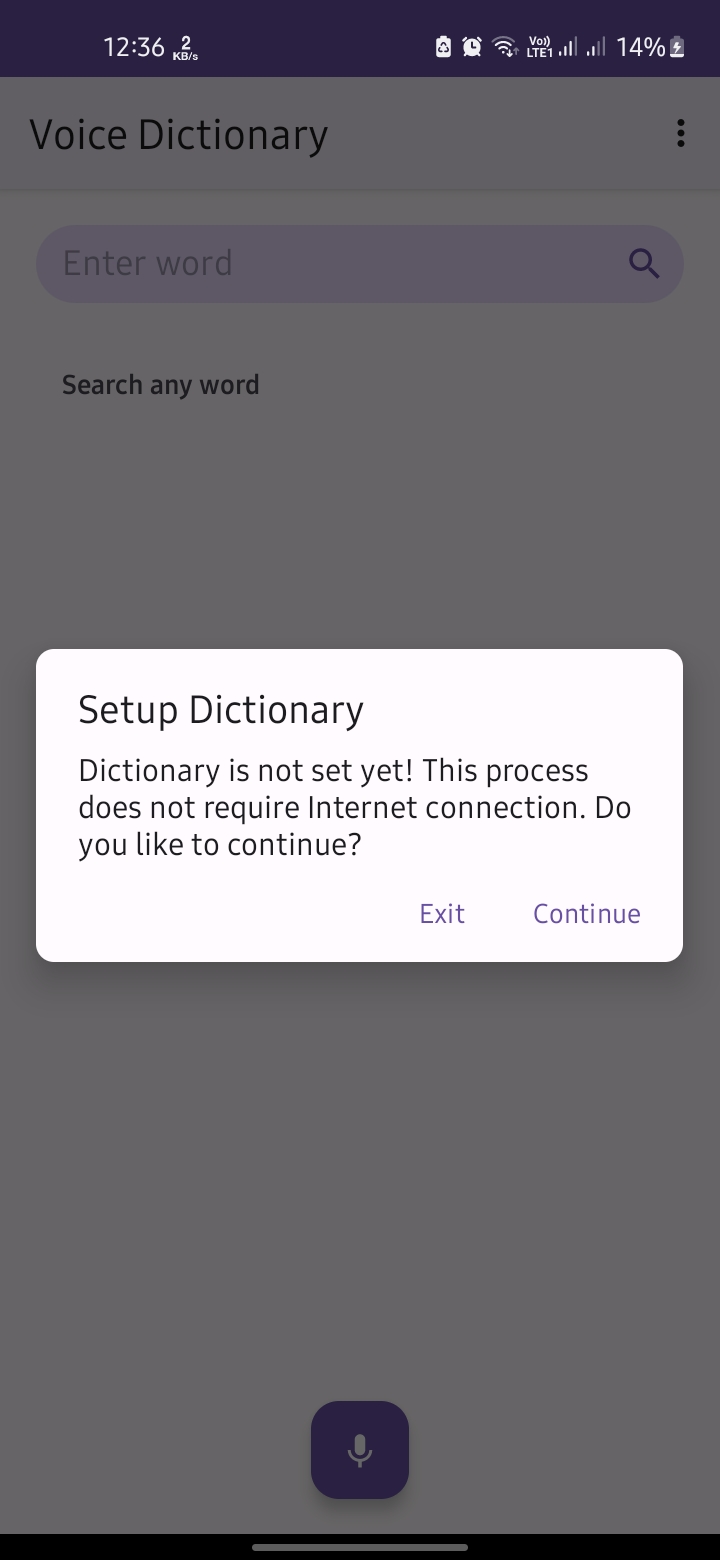 12:36 2 KB/s Vo)) LTE1 14%
Voice Dictionary
Enter word
Search any word
Setup Dictionary
Dictionary is not set yet! This process
does not require Internet connection. Do
you like to continue?
Exit Continue